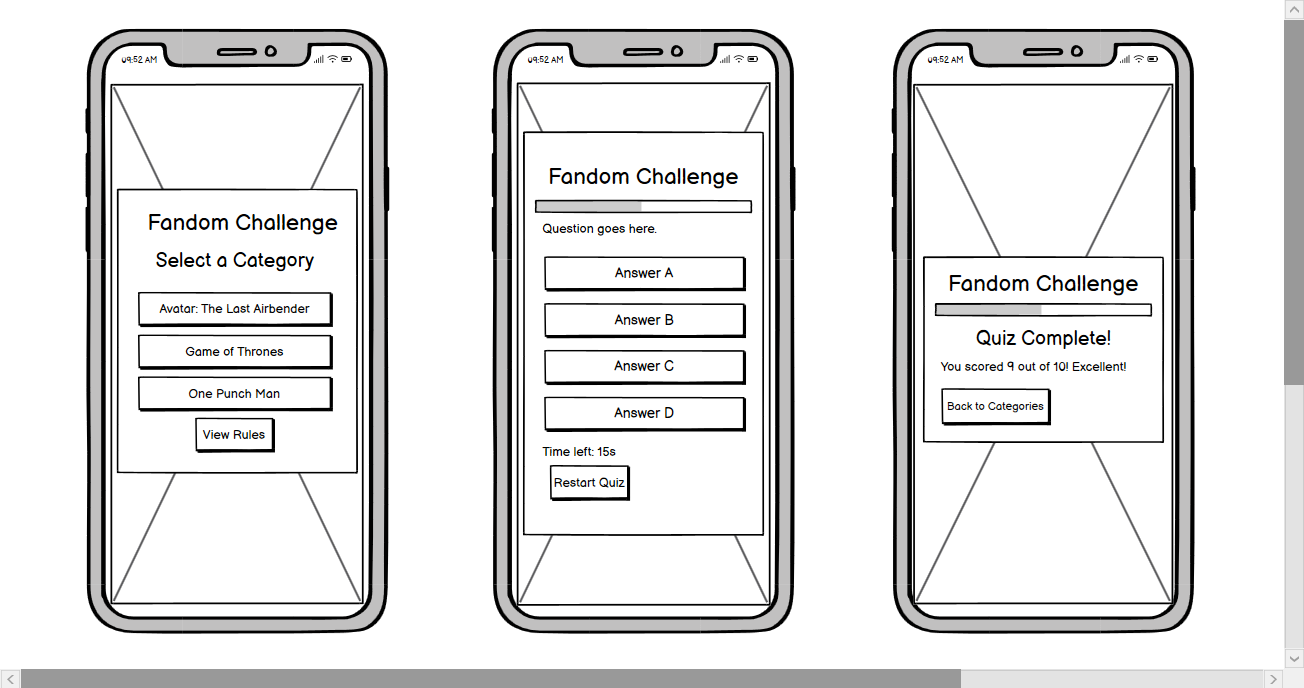 09:52 AM
Fandom Challenge
Select a Category
Avatar: The Last Airbender
Game of Thrones
One Punch Man
View Rules
09:52 AM
Fandom Challenge
Question goes here.
Answer A
Answer B
Answer C
Answer D
Time left: 15s
Restart Quiz
09:52 AM
Fandom Challenge
Quiz Complete!
You scored 9 out of 10! Excellent!
Back to Categories